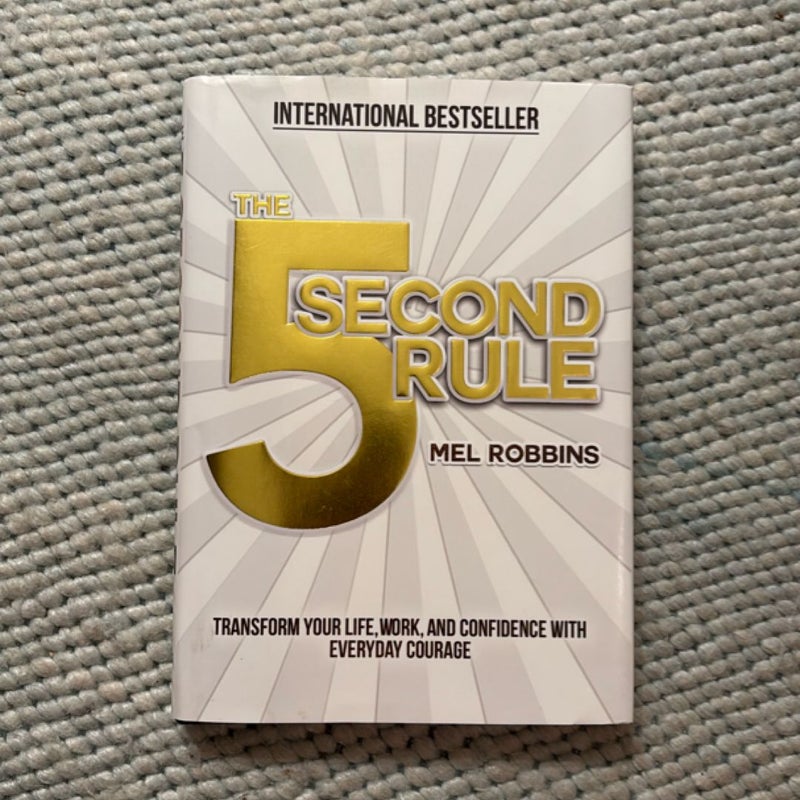 INTERNATIONAL BESTSELLER
THE
5 SECOND
RULE
MEL ROBBINS
TRANSFORM YOUR LIFE, WORK, AND CONFIDENCE WITH
EVERYDAY COURAGE